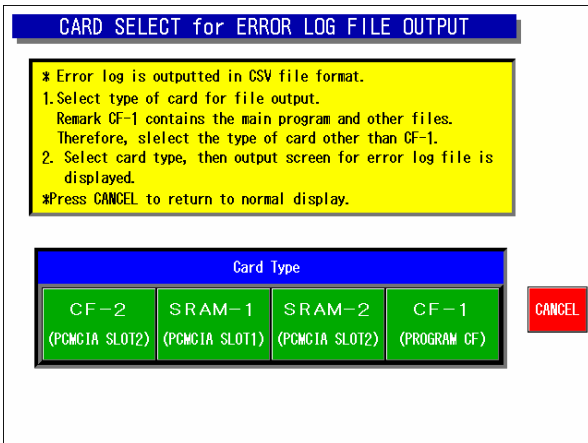 CARD SELECT for ERROR LOG FILE OUTPUT
* Error log is outputted in CSV file format.
1.Select type of card for file output.
Remark CF-1 contains the main program and other files.
Therefore, slelect the type of card other than CF-1.
2. Select card type, then output screen for error log file is
displayed.
*Press CANCEL to return to normal display.
Card Type
CF-2 SRAM-1 SRAM-2 CF-1
(PCMCIA SLOT2) (PCMCIA SLOT1) (PCMCIA SLOT2) (PROGRAM CF)
CANCEL